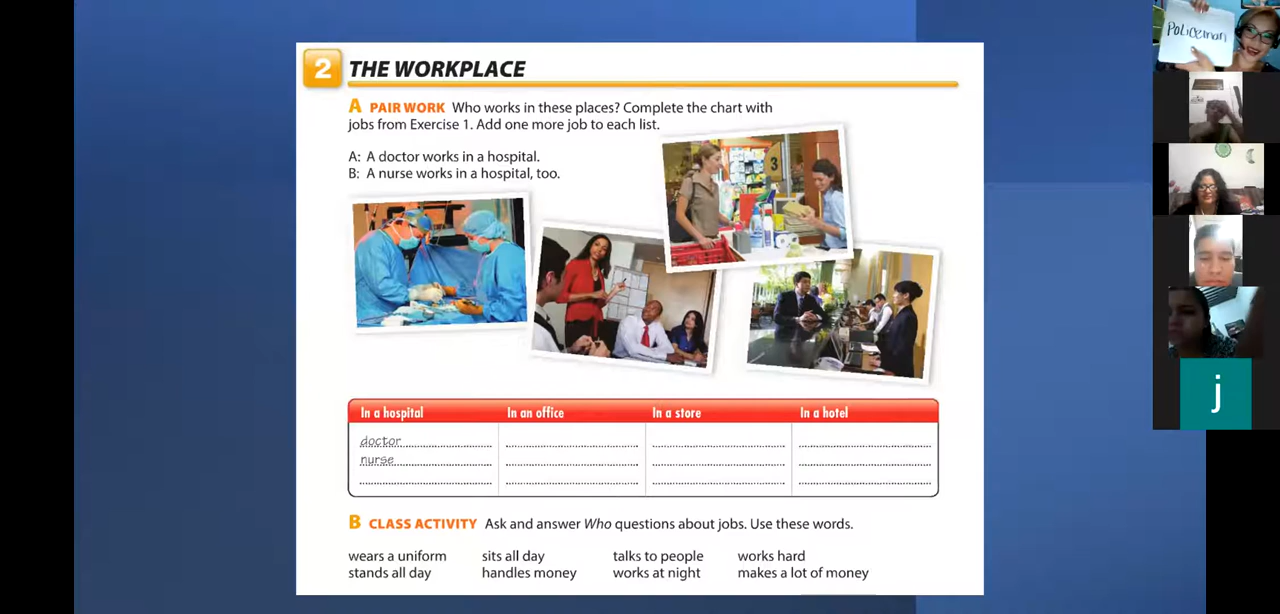 2 THE WORKPLACE
A PAIR WORK Who works in these places? Complete the chart with
jobs from Exercise 1. Add one more job to each list.
A: A doctor works in a hospital.
B: A nurse works in a hospital, too.
3
In a hospital In an office In a store In a hotel
doctor
nurse
B CLASS ACTIVITY Ask and answer Who questions about jobs. Use these words.
wears a uniform sits all day talks to people works hard
stands all day handles money works at night makes a lot of money
Policeman
j